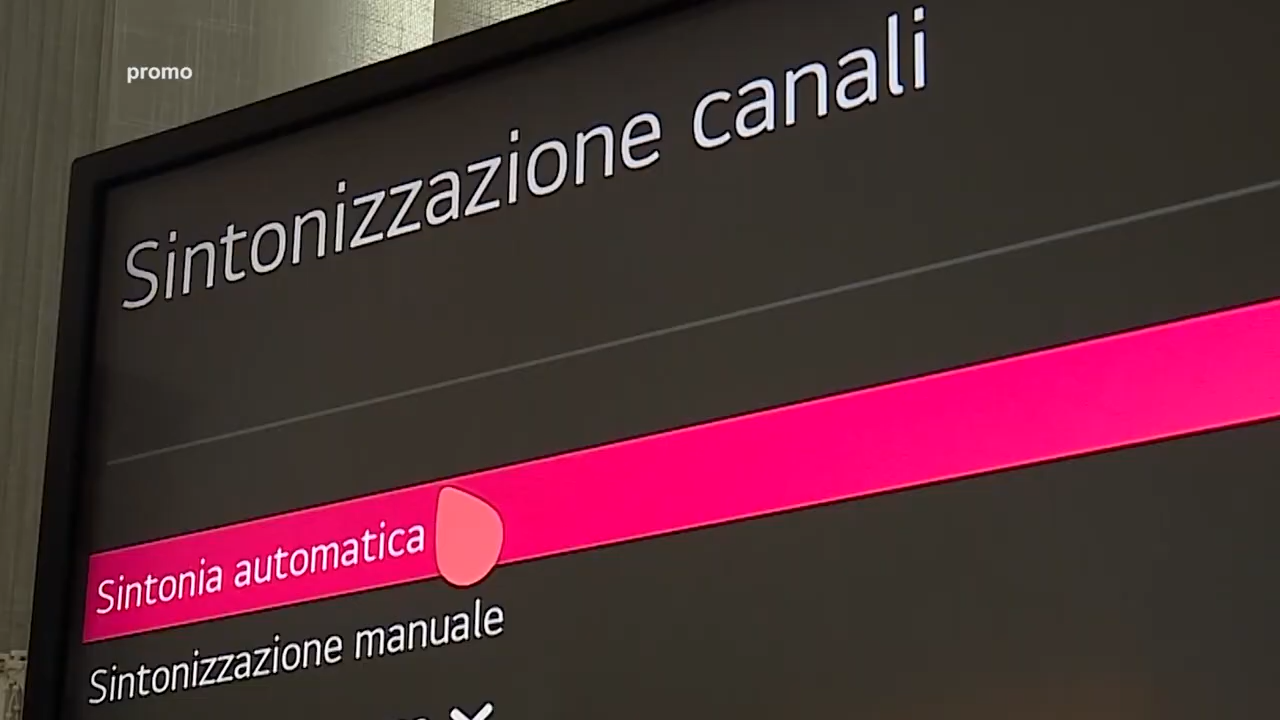 promo
Sintonizzazione canali
Sintonia automatica
Sintonizzazione manuale